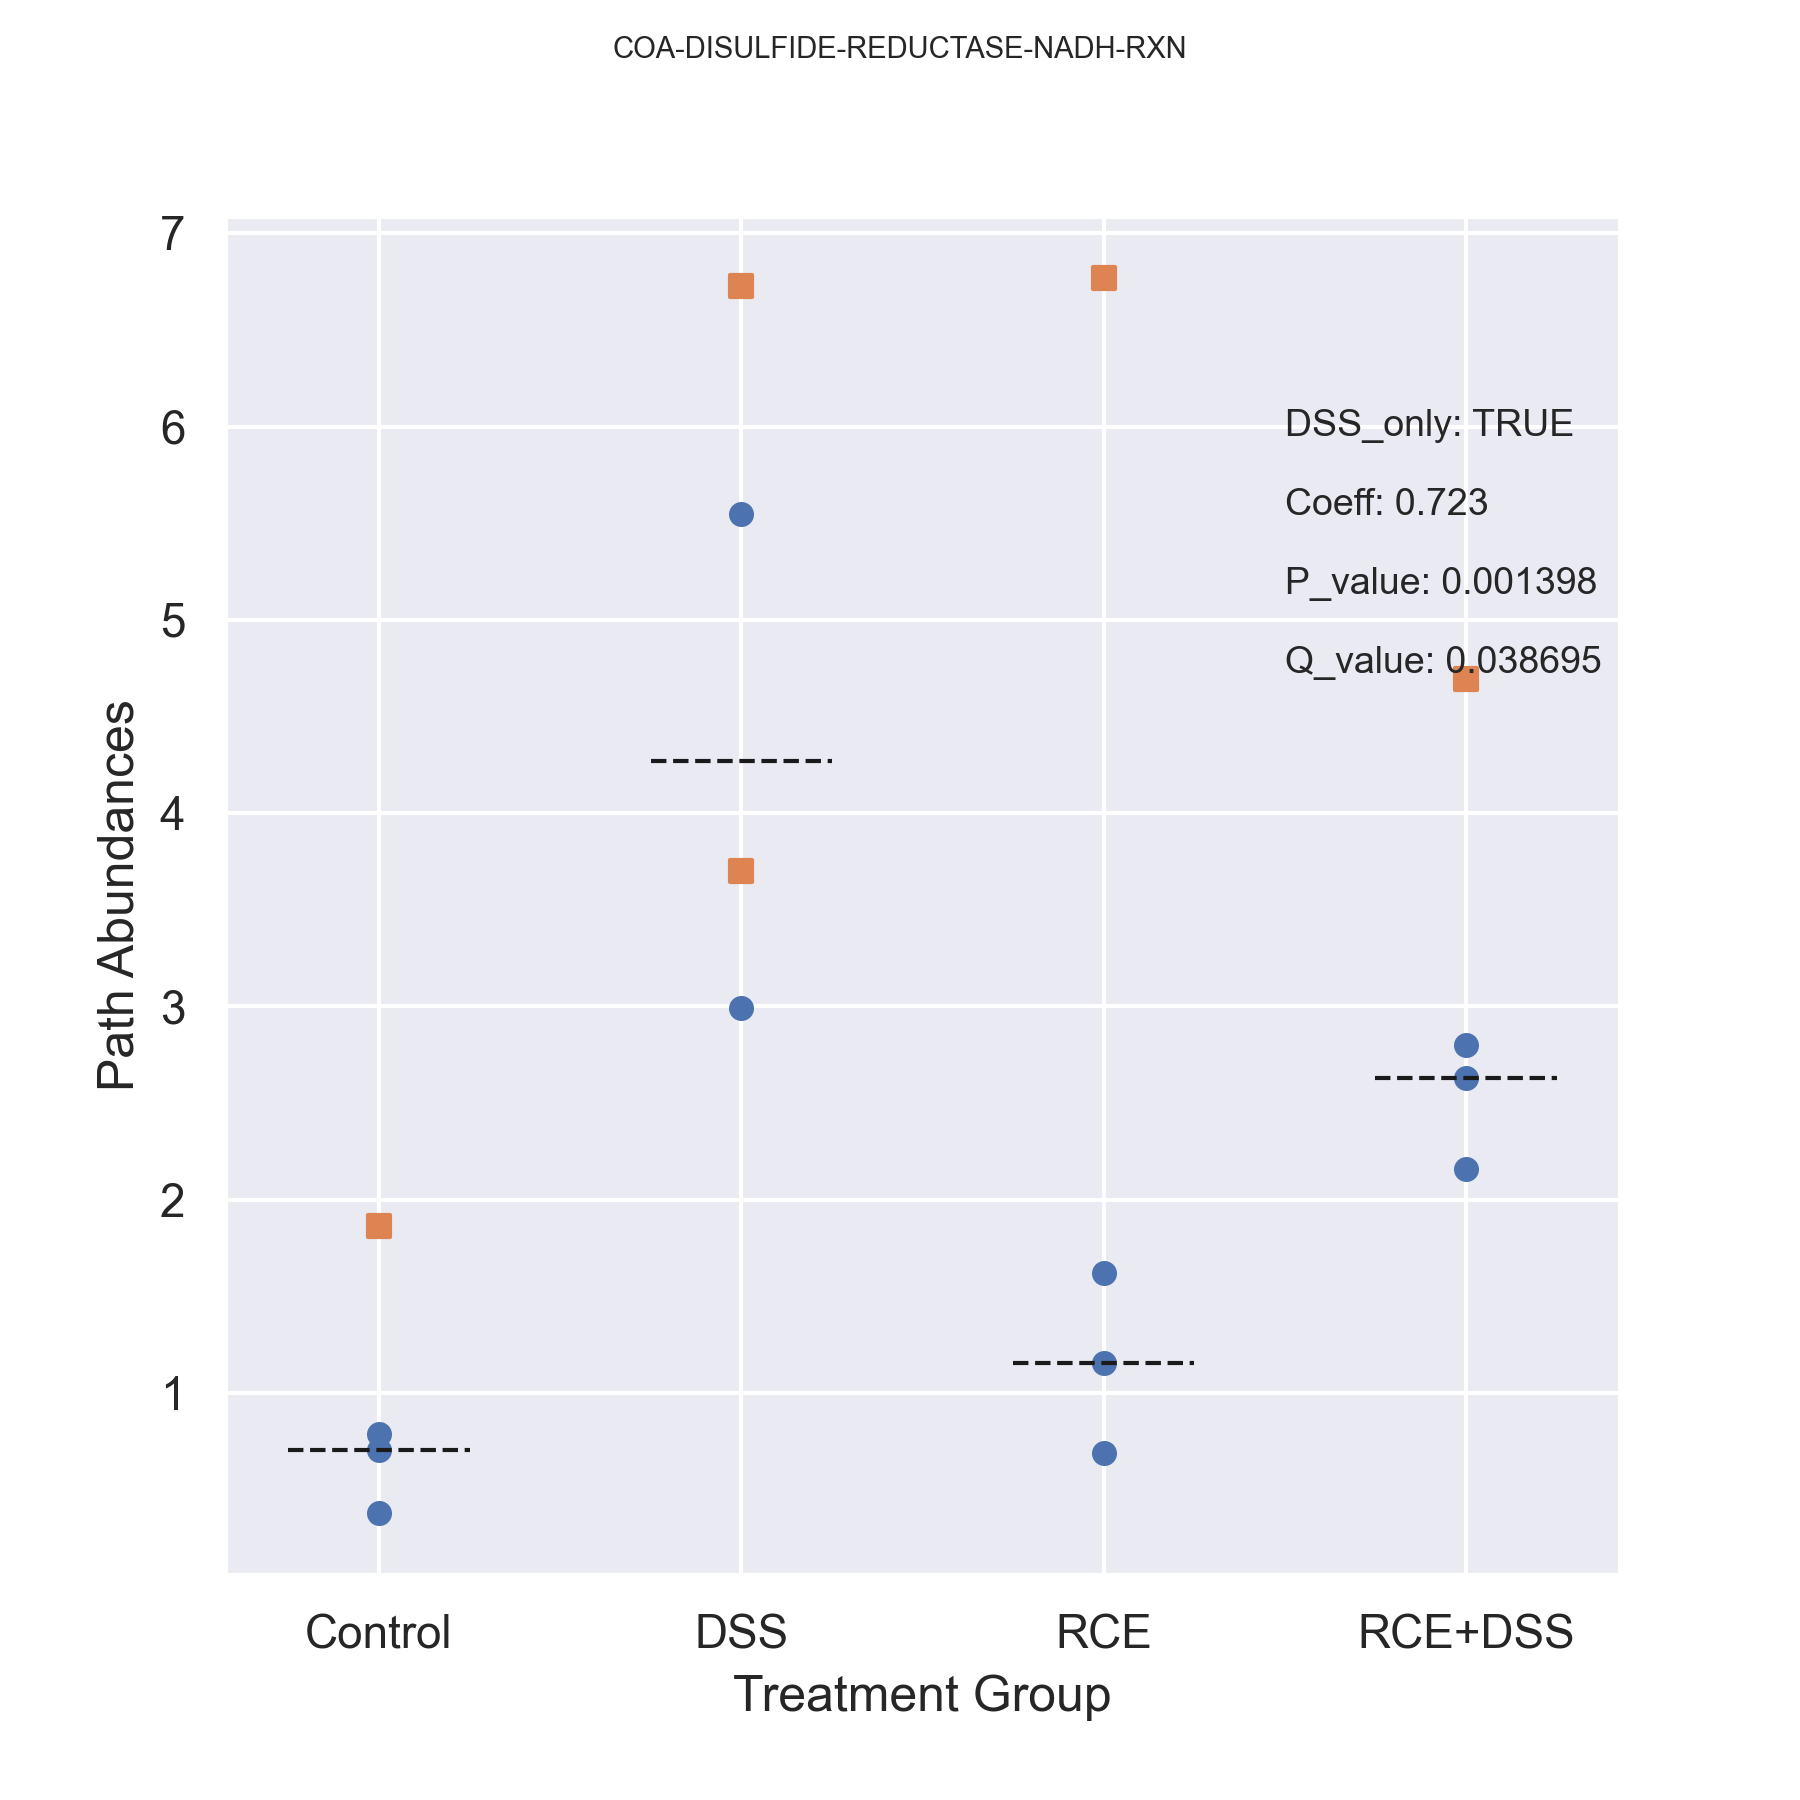 COA-DISULFIDE-REDUCTASE-NADH-RXN
7
6
5
4
3
2
1
Path Abundances
DSS_only: TRUE
Coeff: 0.723
P_value: 0.001398
Q_value: 0.038695
Control
DSS
RCE
RCE+DSS
Treatment Group